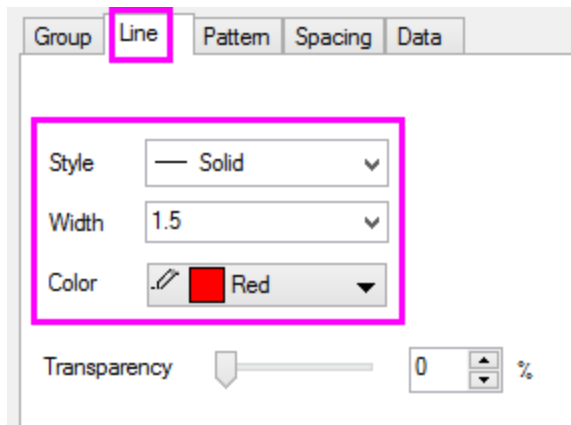 Group Line Pattern Spacing Data
Style — Solid
Width 1.5
Color Red
Transparency 0 %